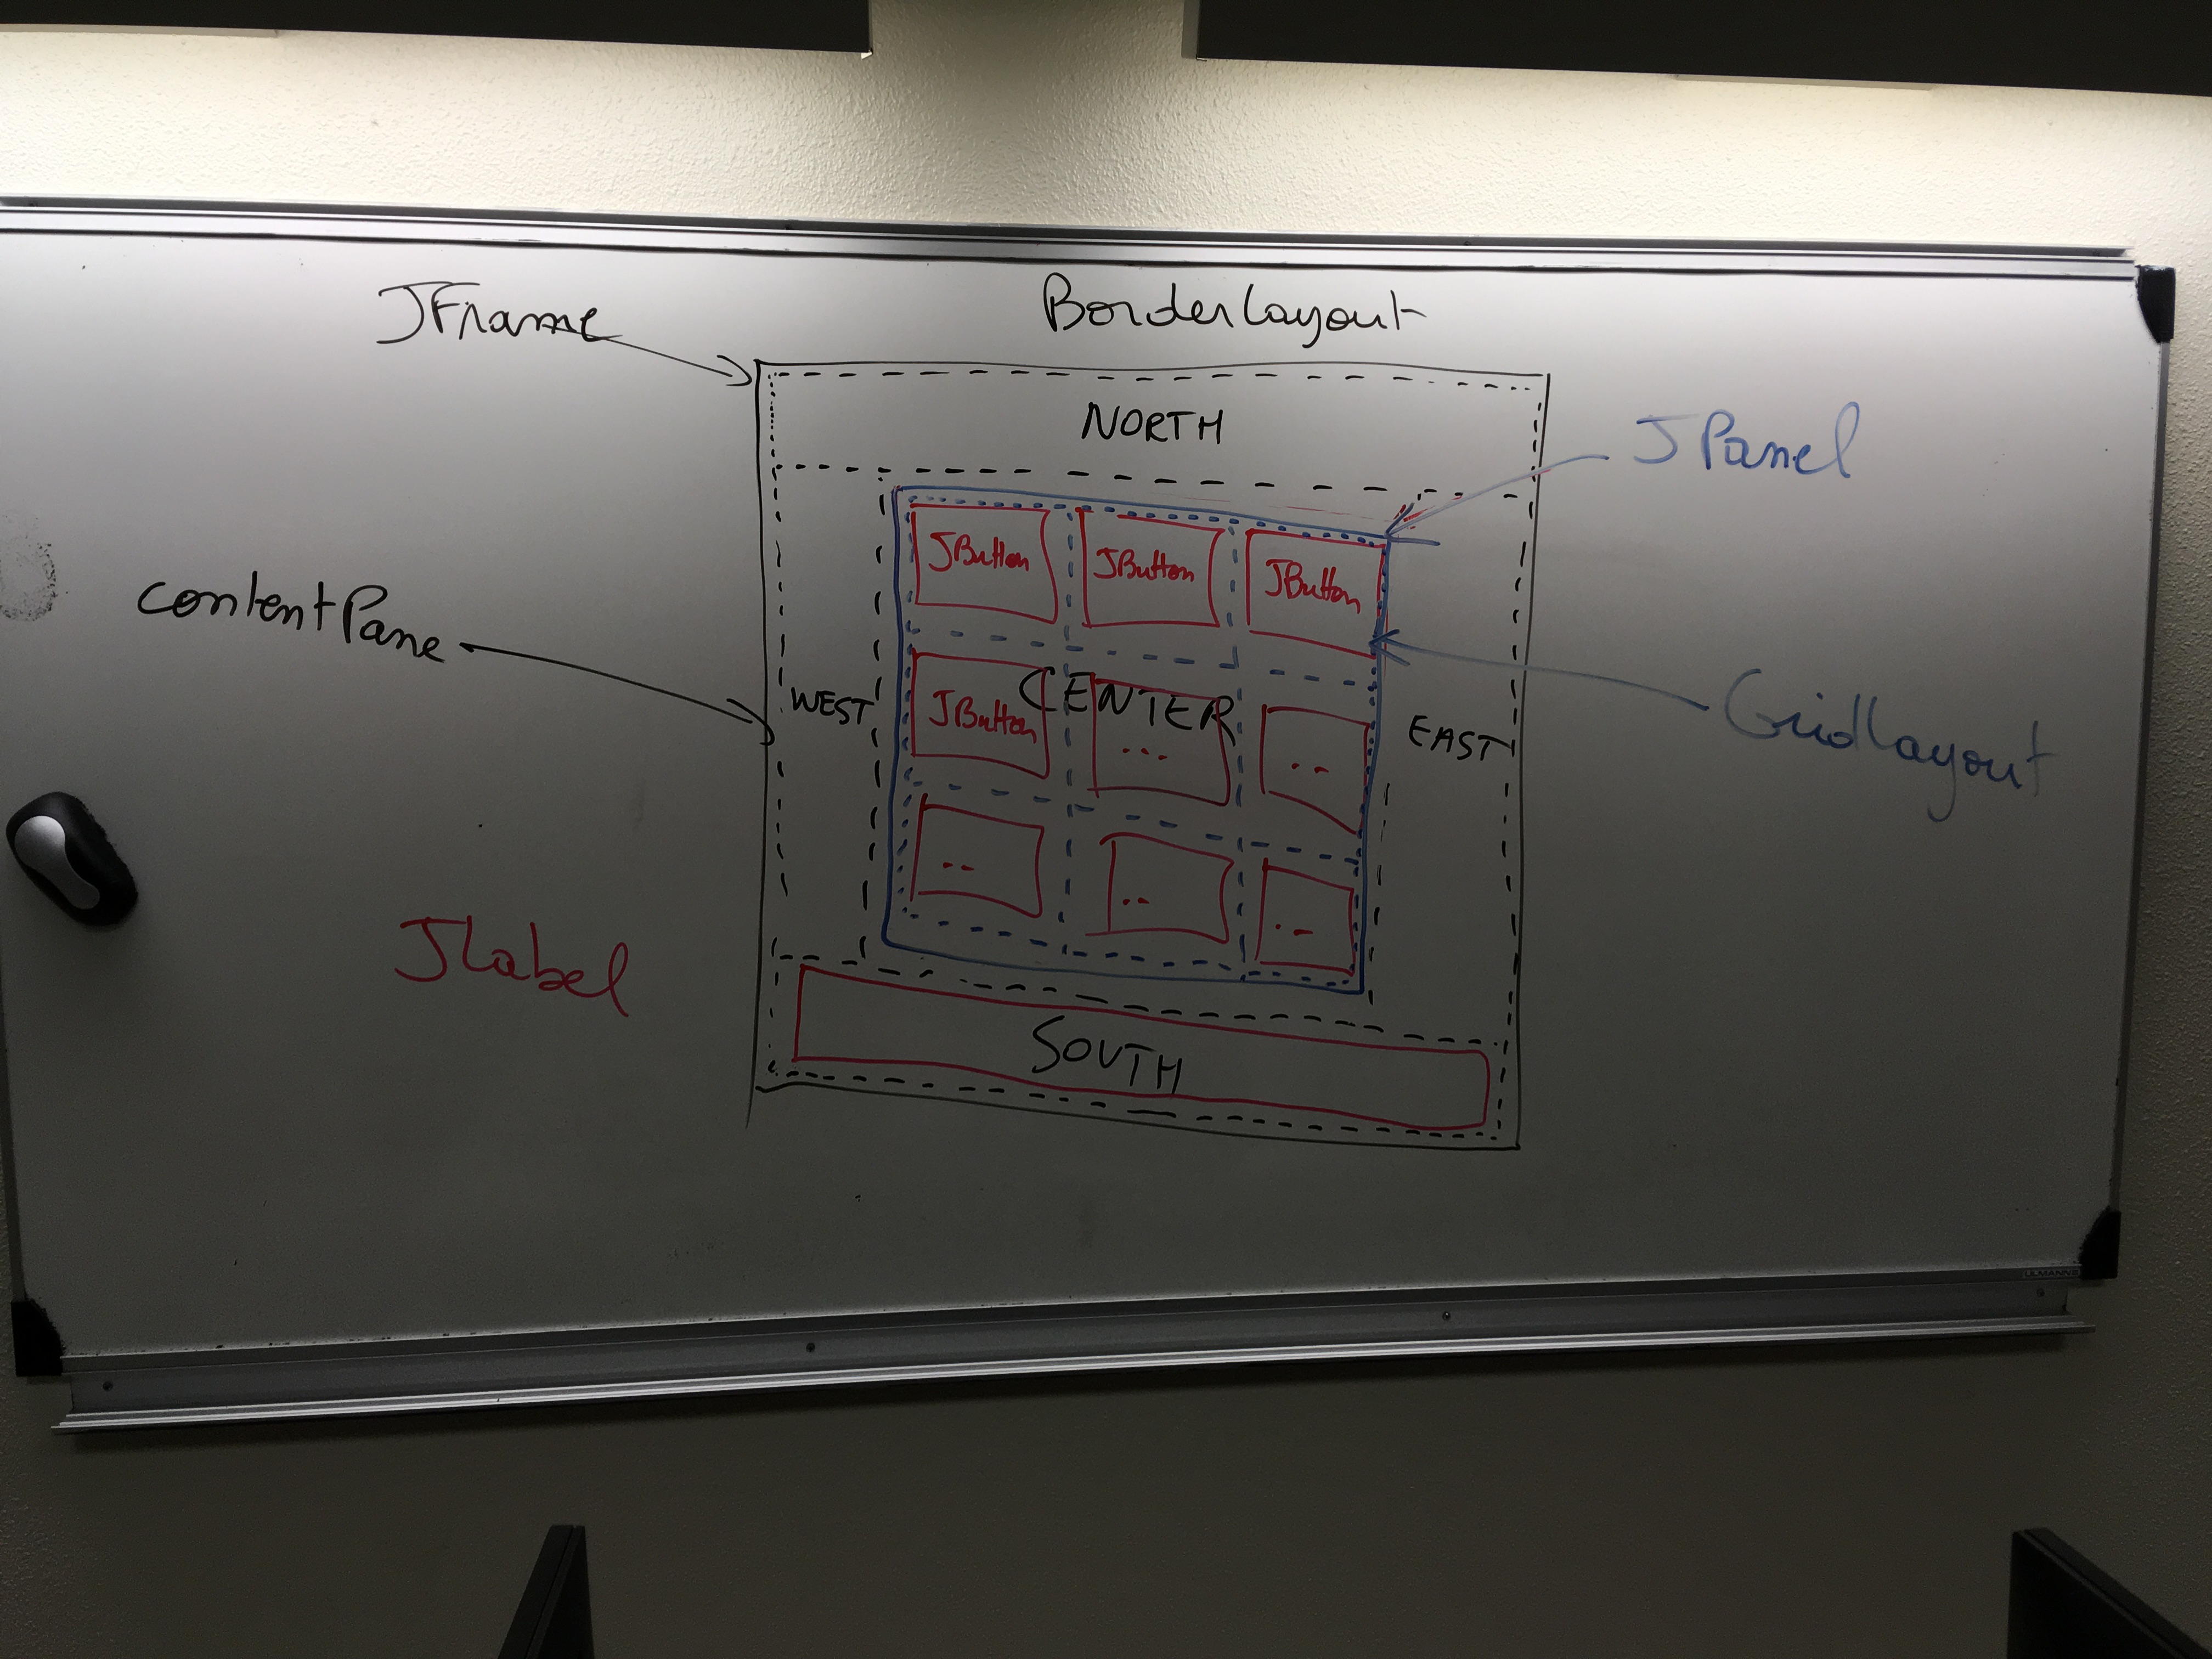 JFrame
BorderLayout
NORTH
JPanel
JButton
JButton
JButton
contentPane
WEST
JButton
CENTER
...
..
EAST
GridLayout
..
..
..
JLabel
SOUTH